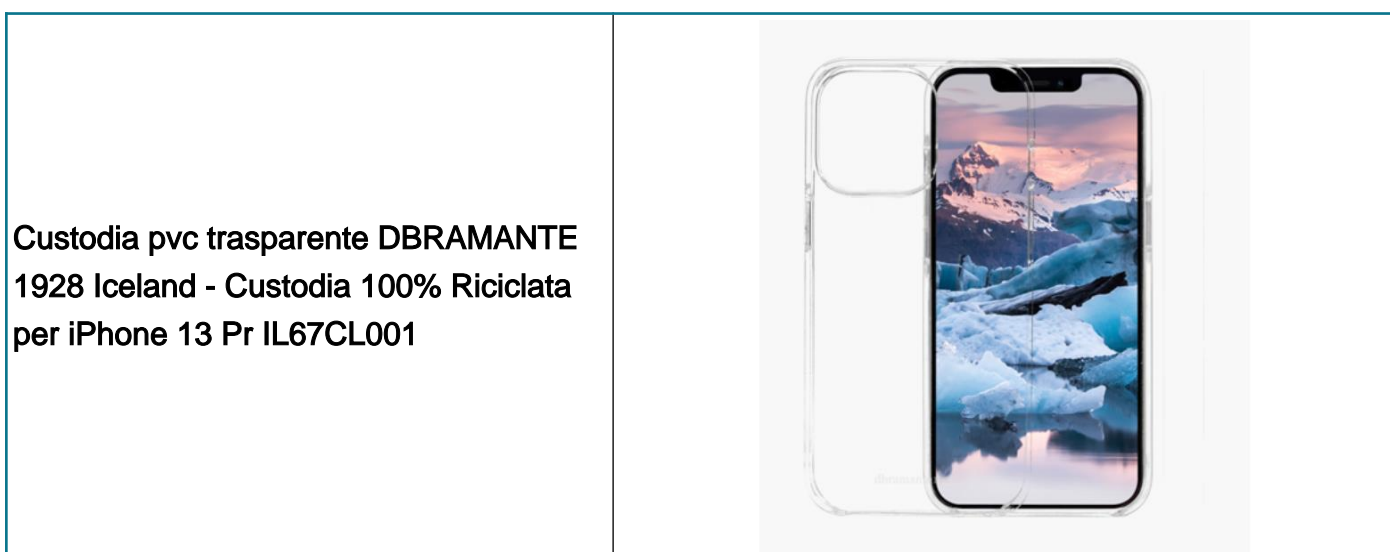 Custodia pvc trasparente DBRAMANTE
1928 Iceland - Custodia 100% Riciclata
per iPhone 13 Pr IL67CL001